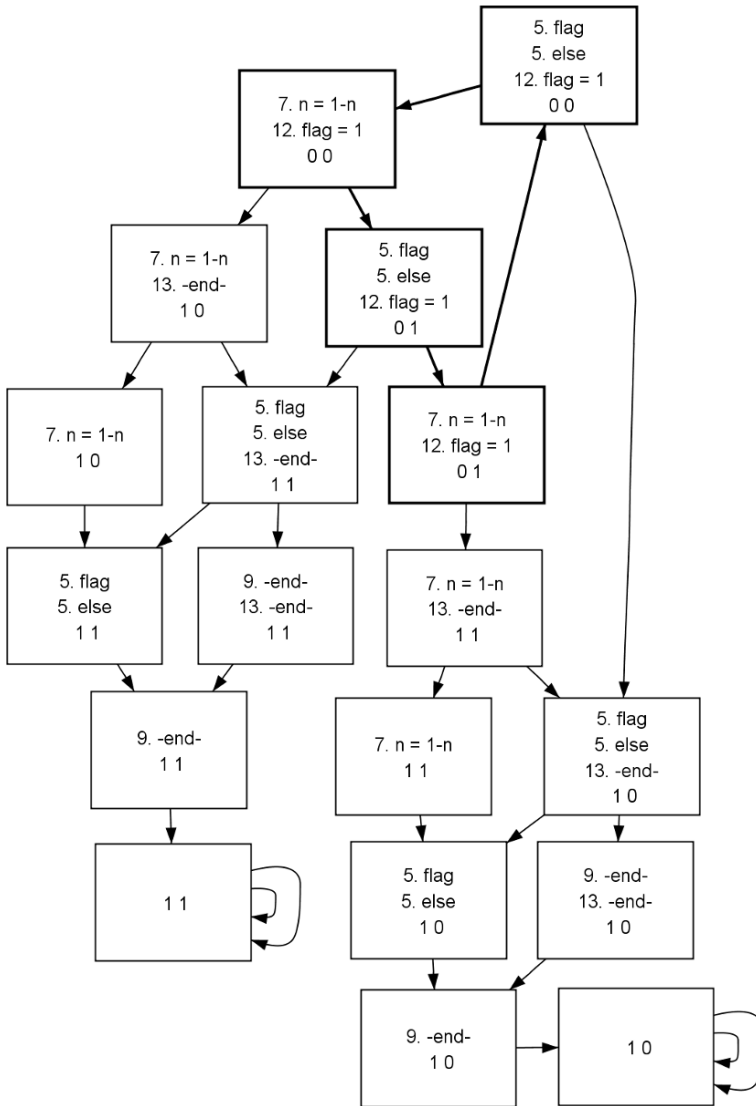 5. flag
5. else
12. flag = 1
0 0
7. n = 1-n
12. flag = 1
0 0
7. n = 1-n
13. -end-
1 0
5. flag
5. else
12. flag = 1
0 1
7. n = 1-n
1 0
5. flag
5. else
13. -end-
1 1
7. n = 1-n
12. flag = 1
0 1
5. flag
5. else
1 1
9. -end-
13. -end-
1 1
7. n = 1-n
13. -end-
1 1
9. -end-
1 1
7. n = 1-n
1 1
5. flag
5. else
13. -end-
1 0
1 1
5. flag
5. else
1 0
9. -end-
13. -end-
1 0
9. -end-
1 0
1 0